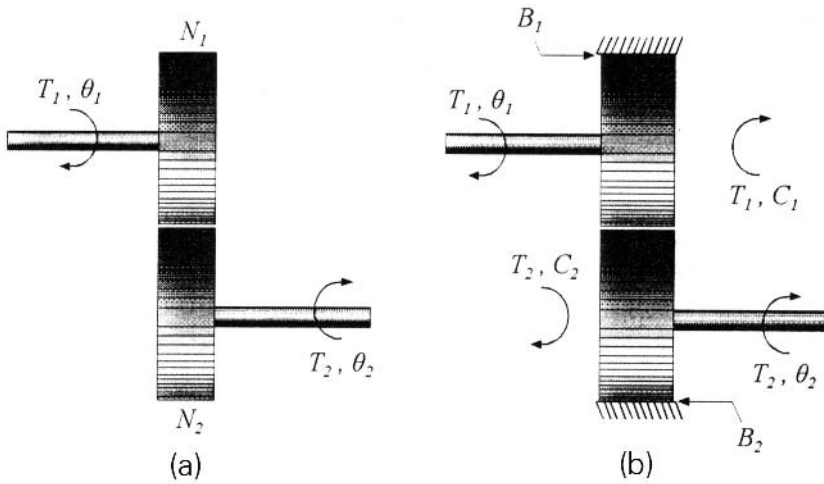 N₁
T₁, θ₁
T₂, θ₂
N₂
(a)
B₁
T₁, θ₁
T₁, C₁
T₂, C₂
T₂, θ₂
B₂
(b)